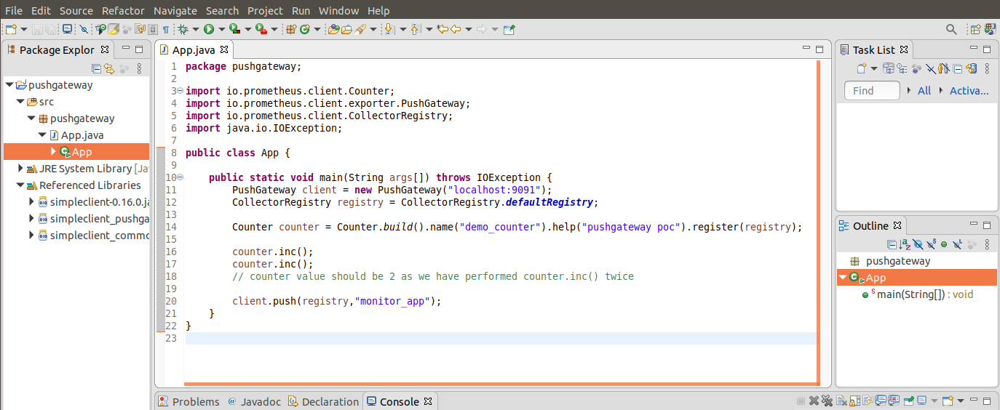 File Edit Source Refactor Navigate Search Project Run Window Help
Package Explor
pushgateway
src
pushgateway
App.java
App
JRE System Library [Ja
Referenced Libraries
simpleclient-0.16.0.ja
simpleclient_pushga
simpleclient_commo
App.java
1 package pushgateway;
2
3 import io.prometheus.client.Counter;
4 import io.prometheus.client.exporter.PushGateway;
5 import io.prometheus.client.CollectorRegistry;
6 import java.io.IOException;
7
8 public class App {
9
10     public static void main(String args[]) throws IOException {
11         PushGateway client = new PushGateway("localhost:9091");
12         CollectorRegistry registry = CollectorRegistry.defaultRegistry;
13
14         Counter counter = Counter.build().name("demo_counter").help("pushgateway poc").register(registry);
15
16         counter.inc();
17         counter.inc();
18         // counter value should be 2 as we have performed counter.inc() twice
19
20         client.push(registry,"monitor_app");
21     }
22 }
23
Task List
Find All Activa...
Outline
pushgateway
App
main(String[]) : void
Problems @ Javadoc Declaration Console